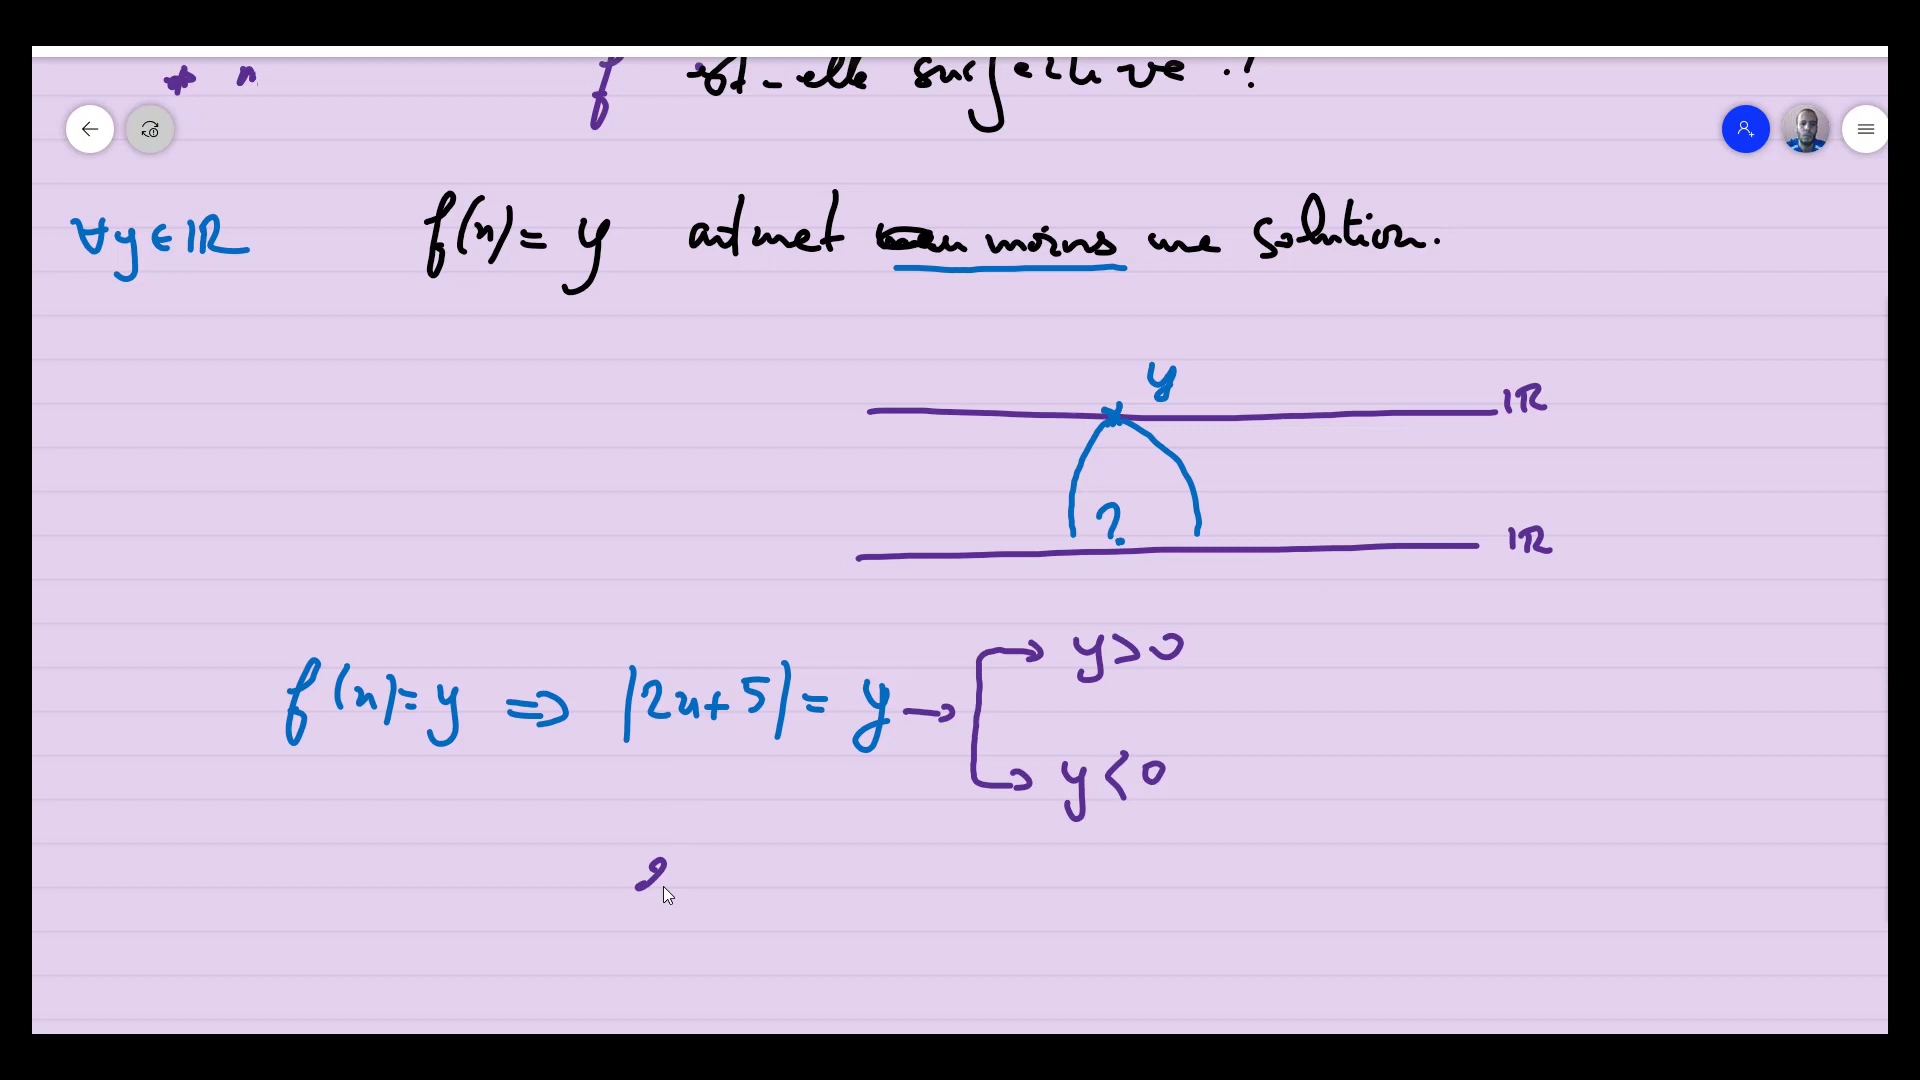 * x
f est-elle surjective ?
∀y∈ℝ f(x)= y admet au moins une solution.
y
ℝ
?
ℝ
y>0
f(x)=y => |2x+5|= y →
y<0